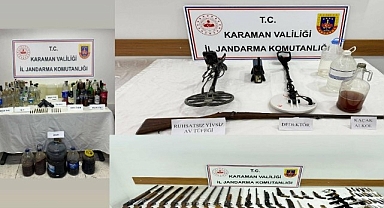 T.C.
KARAMAN VALİLİĞİ
İL JANDARMA KOMUTANLIĞI
T.C.
KARAMAN VALİLİĞİ
İL JANDARMA KOMUTANLIĞI
RUHSATSIZ YİVSİZ
AV TÜFEĞİ
DEDEKTÖR
KAÇAK
ALKOL
T.C.
KARAMAN VALİLİĞİ
İL JANDARMA KOMUTANLIĞI